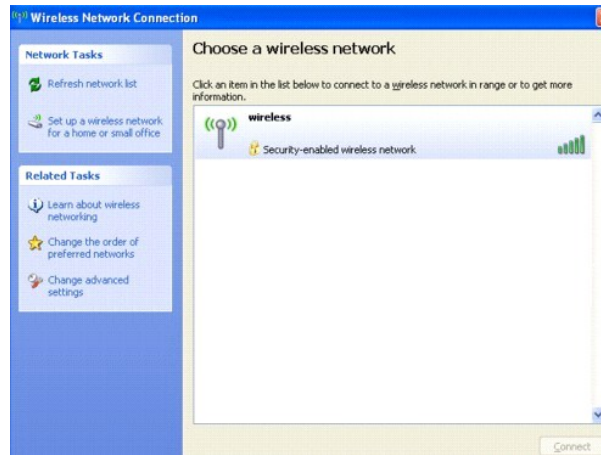 Wireless Network Connection
Network Tasks
Refresh network list
Set up a wireless network
for a home or small office
Related Tasks
Learn about wireless
networking
Change the order of
preferred networks
Change advanced
settings
Choose a wireless network
Click an item in the list below to connect to a wireless network in range or to get more
information.
wireless
Security-enabled wireless network
Connect